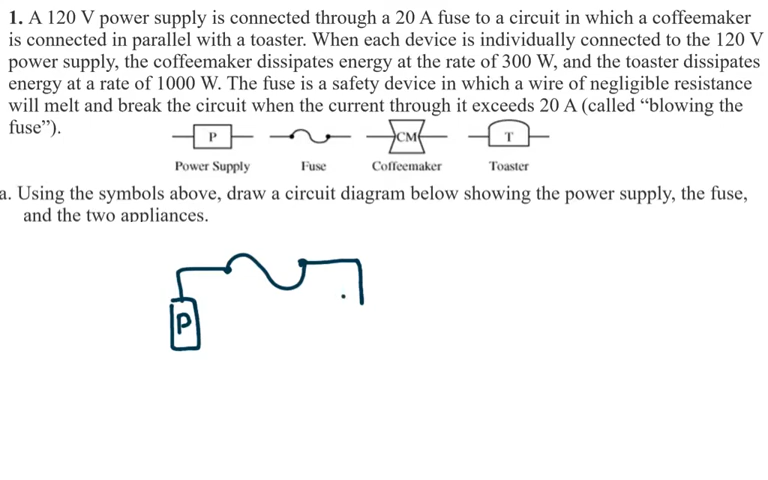 1. A 120 V power supply is connected through a 20 A fuse to a circuit in which a coffeemaker
is connected in parallel with a toaster. When each device is individually connected to the 120 V
power supply, the coffeemaker dissipates energy at the rate of 300 W, and the toaster dissipates
energy at a rate of 1000 W. The fuse is a safety device in which a wire of negligible resistance
will melt and break the circuit when the current through it exceeds 20 A (called “blowing the
fuse”).
P CM T
Power Supply Fuse Coffeemaker Toaster
a. Using the symbols above, draw a circuit diagram below showing the power supply, the fuse,
and the two appliances.
P